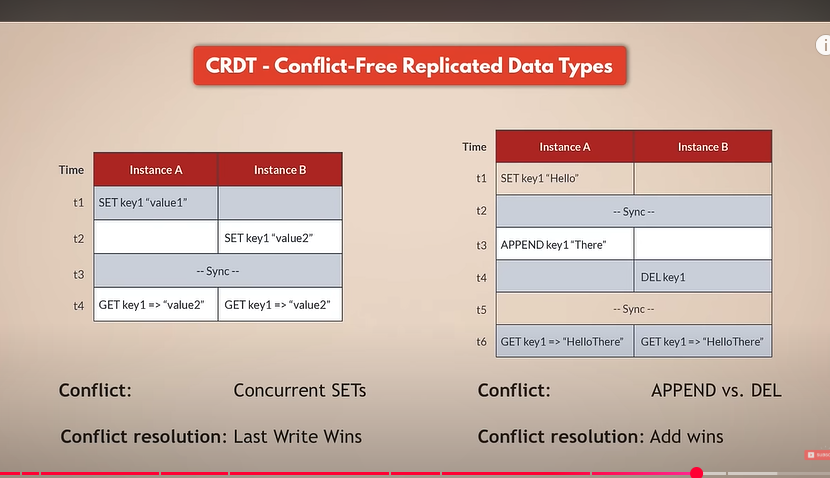 CRDT - Conflict-Free Replicated Data Types
Time Instance A Instance B
t1 SET key1 “value1”
t2 SET key1 “value2”
t3 -- Sync --
t4 GET key1 => “value2” GET key1 => “value2”
Conflict: Concurrent SETs
Conflict resolution: Last Write Wins
Time Instance A Instance B
t1 SET key1 “Hello”
t2 -- Sync --
t3 APPEND key1 “There”
t4 DEL key1
t5 -- Sync --
t6 GET key1 => “HelloThere” GET key1 => “HelloThere”
Conflict: APPEND vs. DEL
Conflict resolution: Add wins